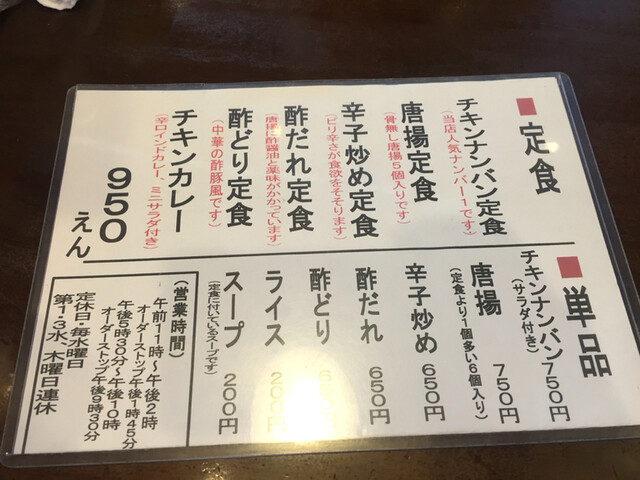 ■定食
チキンナンバン定食
（当店人気ナンバー1です）
唐揚定食
（骨無し唐揚5個入りです）
辛子炒め定食
（ピリ辛さが食欲をそそります）
酢だれ定食
（唐揚に酢醤油と薬味がかかっています）
酢どり定食
（中華の酢豚風です）
チキンカレー
（辛口インドカレー、ミニサラダ付き）
950えん
■単品
チキンナンバン750円
（サラダ付き）
唐揚 750円
（定食より1個多い6個入り）
辛子炒め 650円
酢だれ 650円
酢どり 650円
ライス 200円
スープ 200円
（定食に付いているスープです）
（営業時間）
午前11時〜午後2時
オーダーストップ午後1時45分
午後5時30分〜午後10時
オーダーストップ午後9時30分
定休日・毎水曜日
第1・3水、木曜日連休